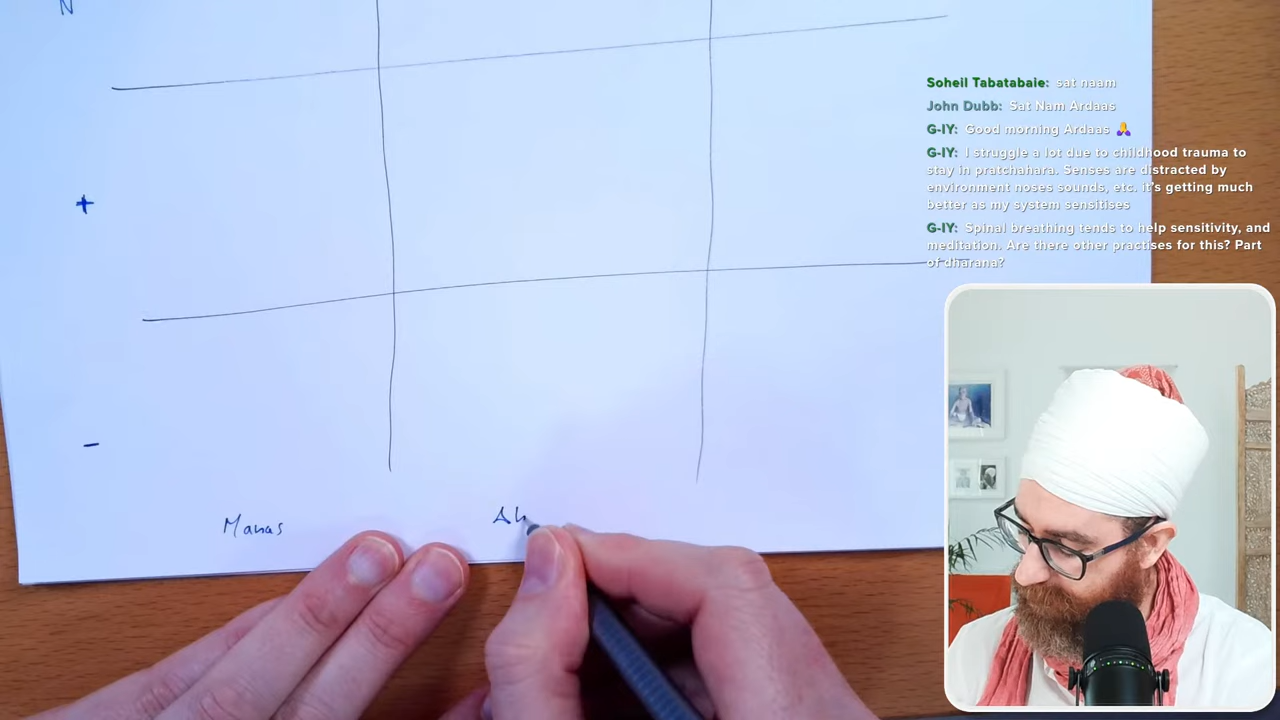 N
+
-
Manas
Ah
Soheil Tabatabaie: sat naam
John Dubb: Sat Nam Ardaas
G-IY: Good morning Ardaas 🙏
G-IY: I struggle a lot due to childhood trauma to
stay in pratchahara. Senses are distracted by
environment noses sounds, etc. it's getting much
better as my system sensitises
G-IY: Spinal breathing tends to help sensitivity, and
meditation. Are there other practises for this? Part
of dharana?